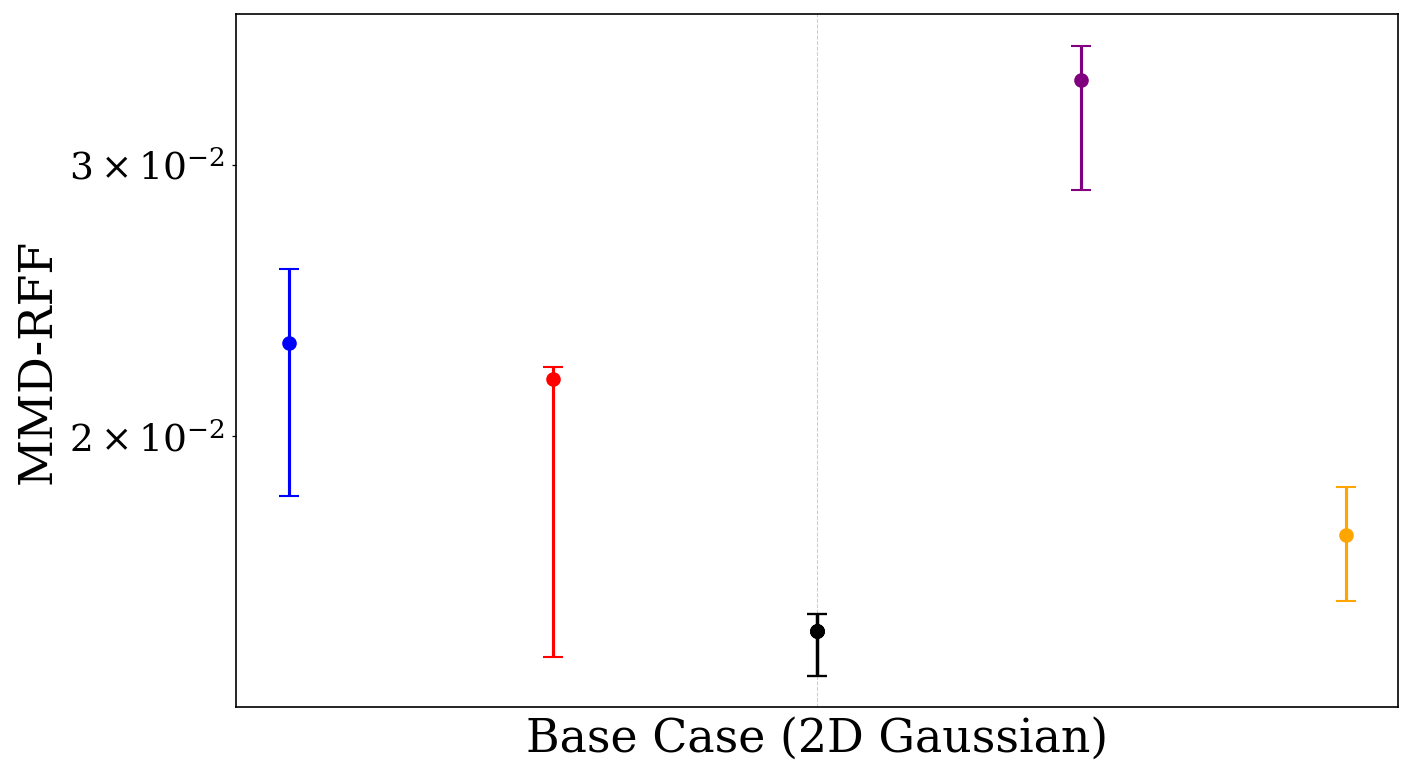 MMD-RFF
3 × 10⁻²
2 × 10⁻²
Base Case (2D Gaussian)